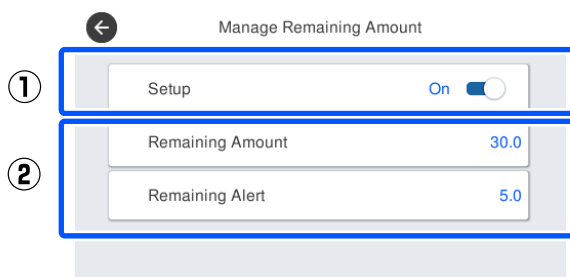 Manage Remaining Amount
① Setup On
② Remaining Amount 30.0
Remaining Alert 5.0